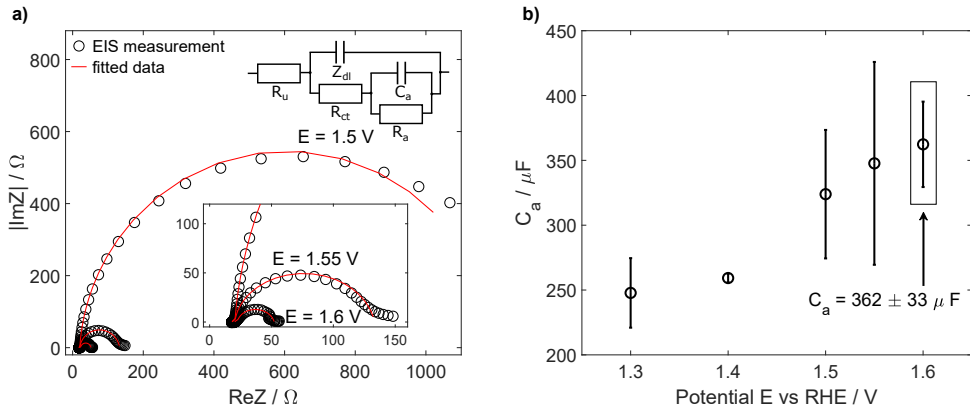 a)
EIS measurement
fitted data
R_u
Z_dl
R_ct
C_a
R_a
E = 1.5 V
E = 1.55 V
E = 1.6 V
100
50
0
0
50
100
150
800
600
400
200
0
|ImZ| / Ω
0
200
400
600
800
1000
ReZ / Ω
b)
450
400
350
300
250
200
C_a / μF
C_a = 362 ± 33 μ F
1.3
1.4
1.5
1.6
Potential E vs RHE / V